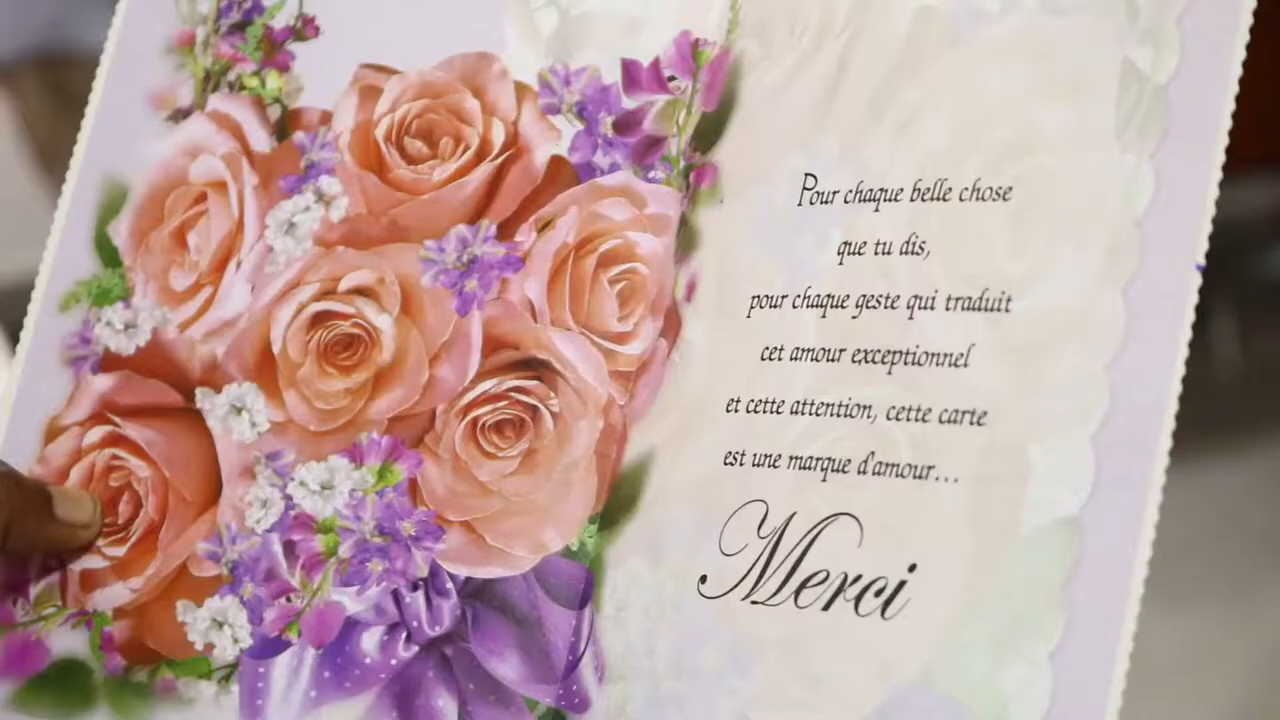 Pour chaque belle chose
que tu dis,
pour chaque geste qui traduit
cet amour exceptionnel
et cette attention, cette carte
est une marque d'amour...
Merci